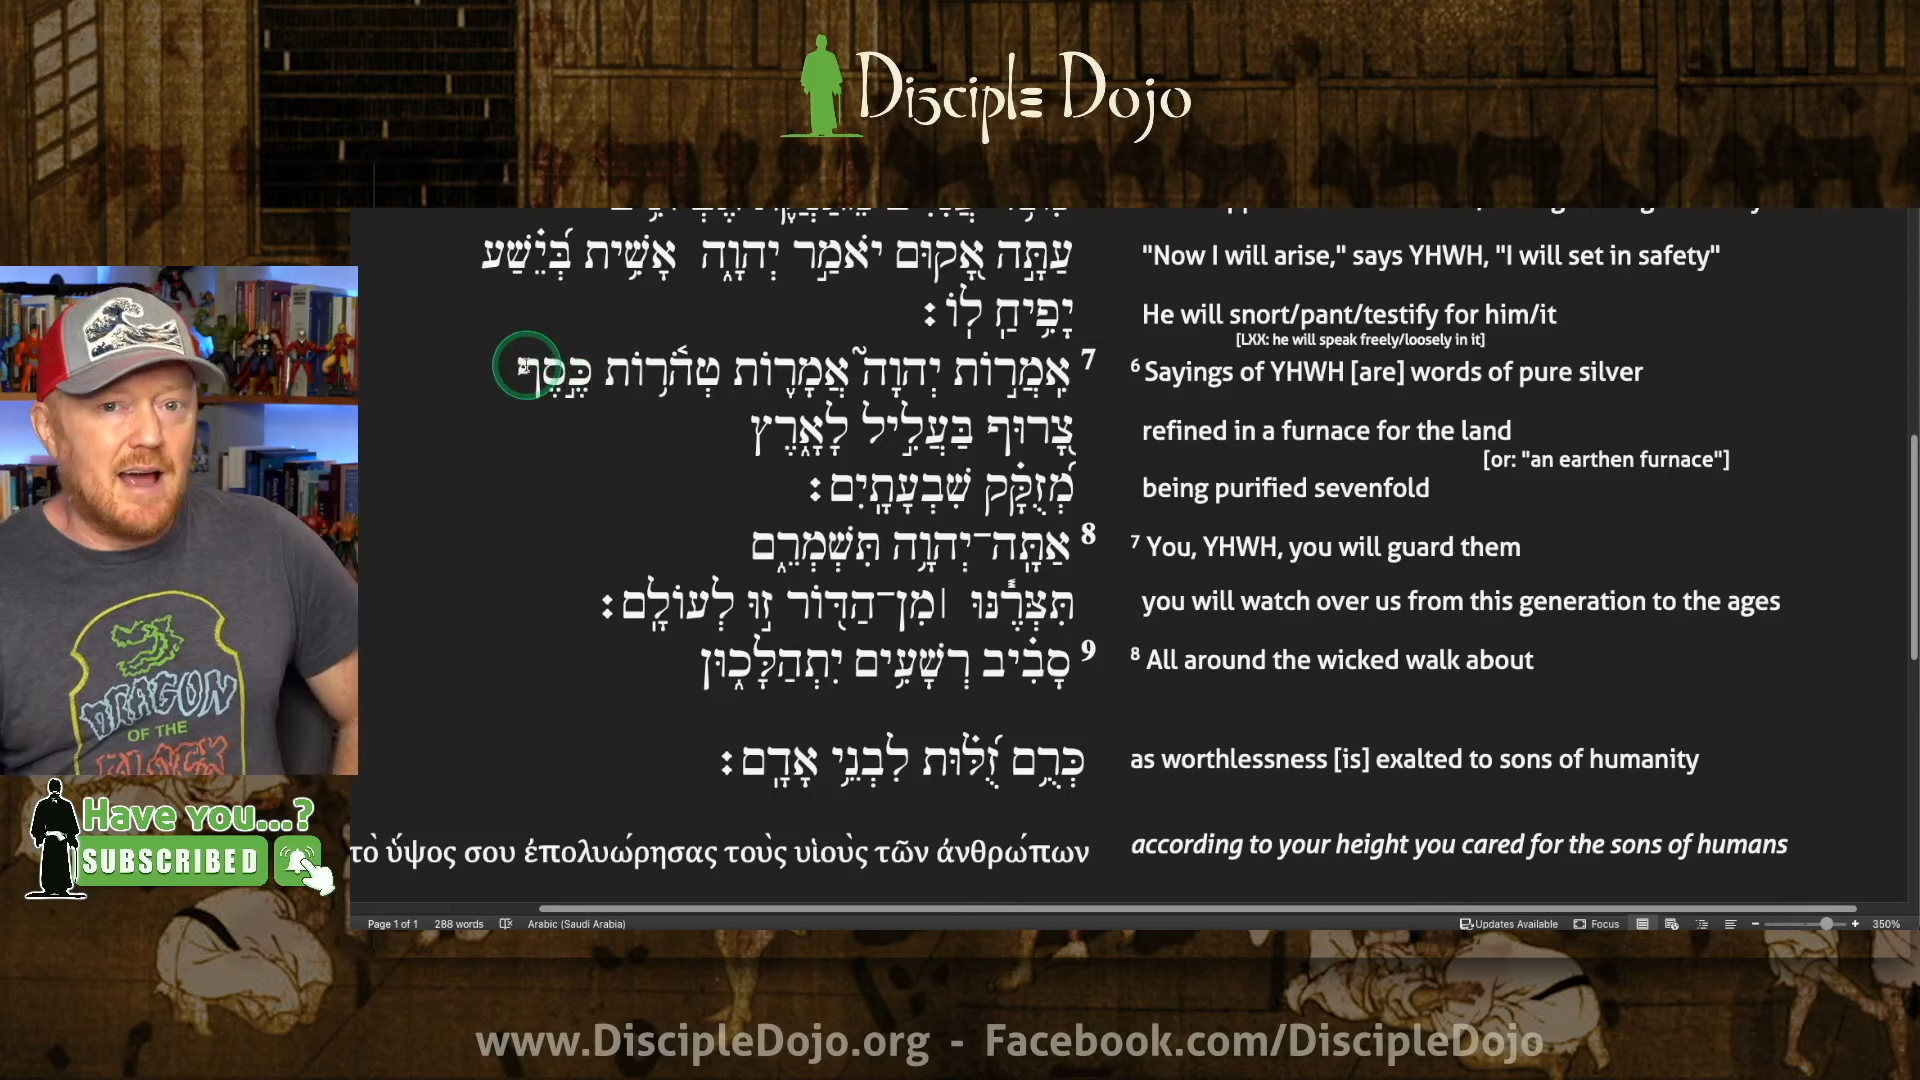 Disciple Dojo
עַתָּ֣ה אָ֭קוּם יֹאמַ֣ר יְהוָ֑ה אָשִׁ֥ית בְּ֝יֵ֗שַׁע
"Now I will arise," says YHWH, "I will set in safety"
יָפִ֥יחַֽ לֽוֹ׃
He will snort/pant/testify for him/it
[LXX: he will speak freely/loosely in it]
7 אִֽמֲר֣וֹת יְהוָה֮ אֲמָר֪וֹת טְהֹ֫ר֥וֹת כֶּ֣סֶף
6 Sayings of YHWH [are] words of pure silver
צָ֭רוּף בַּעֲלִ֣יל לָאָ֑רֶץ
refined in a furnace for the land
[or: "an earthen furnace"]
מְ֝זֻקָּ֗ק שִׁבְעָתָֽיִם׃
being purified sevenfold
8 אַתָּֽה־יְהוָ֥ה תִּשְׁמְרֵ֑ם
7 You, YHWH, you will guard them
תִּצְּרֶ֓נּוּ ׀ מִן־הַדּ֖וֹר ז֣וּ לְעוֹלָֽם׃
you will watch over us from this generation to the ages
9 סָבִ֗יב רְשָׁעִ֥ים יִתְהַלָּכ֑וּן
8 All around the wicked walk about
כְּרֻ֥ם זֻ֝לּ֗וּת לִבְנֵ֥י אָדָֽם׃
as worthlessness [is] exalted to sons of humanity
τὸ ὕψος σου ἐπολυώρησας τοὺς υἱοὺς τῶν ἀνθρώπων
according to your height you cared for the sons of humans
DRAGON
OF THE
Have you...?
SUBSCRIBED
Page 1 of 1 288 words Arabic (Saudi Arabia) Updates Available Focus 350%
www.DiscipleDojo.org - Facebook.com/DiscipleDojo